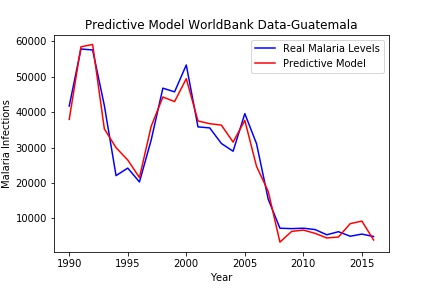 Predictive Model WorldBank Data-Guatemala
Real Malaria Levels
Predictive Model
Malaria Infections
60000
50000
40000
30000
20000
10000
1990 1995 2000 2005 2010 2015
Year